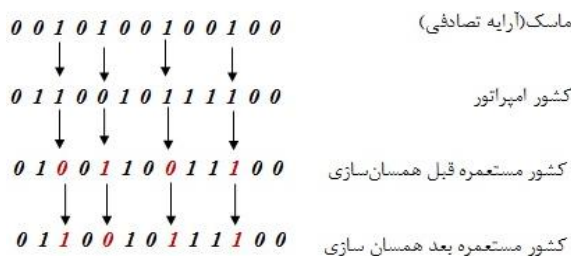 0 0 1 0 1 0 0 1 0 0 1 0 0 ماسک(آرایه تصادفی)
0 1 1 0 0 1 0 1 1 1 1 0 0 کشور امپراتور
0 1 0 0 1 1 0 0 1 1 1 0 0 کشور مستعمره قبل همسان‌سازی
0 1 1 0 0 1 0 1 1 1 1 0 0 کشور مستعمره بعد همسان سازی